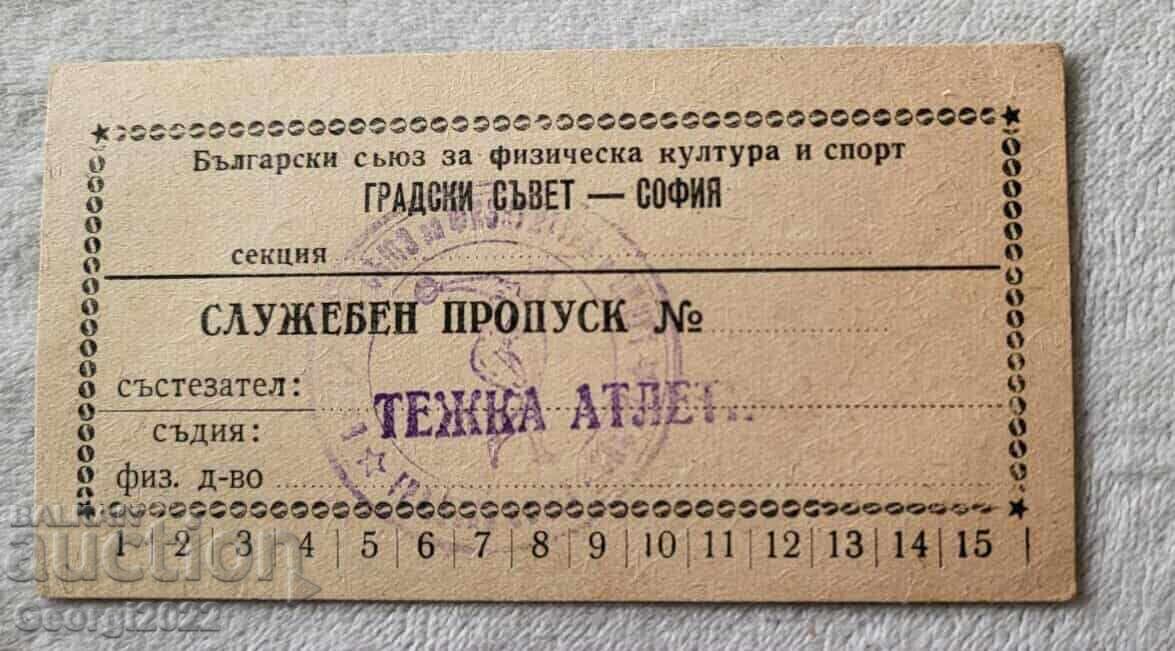 Български съюз за физическа култура и спорт
ГРАДСКИ СЪВЕТ — СОФИЯ
секция
СЛУЖЕБЕН ПРОПУСК №
състезател:
ТЕЖКА АТЛЕТ
съдия:
физ. д-во
1 2 3 4 5 6 7 8 9 10 11 12 13 14 15
BALKAN
auction
Georgi2022